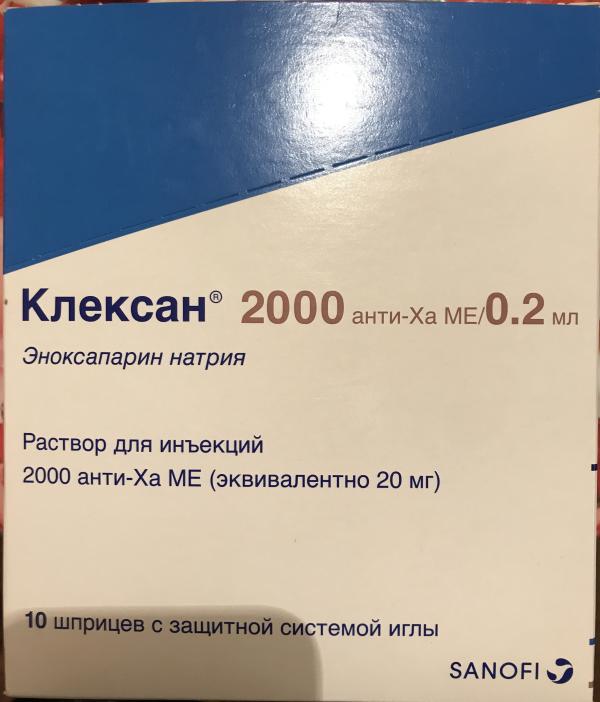 Клексан® 2000 анти-Ха МЕ/0.2 мл
Эноксапарин натрия
Раствор для инъекций
2000 анти-Ха МЕ (эквивалентно 20 мг)
10 шприцев с защитной системой иглы
SANOFI